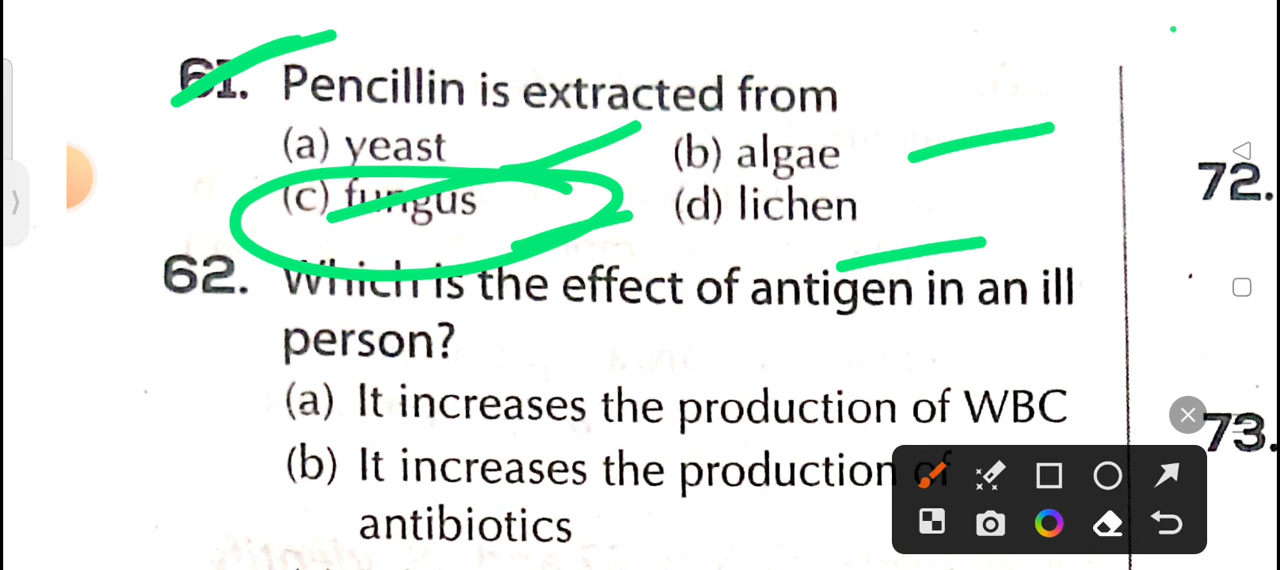 61. Pencillin is extracted from
(a) yeast (b) algae
(c) fungus (d) lichen
62. Which is the effect of antigen in an ill
person?
(a) It increases the production of WBC
(b) It increases the production of
antibiotics
72.
73.